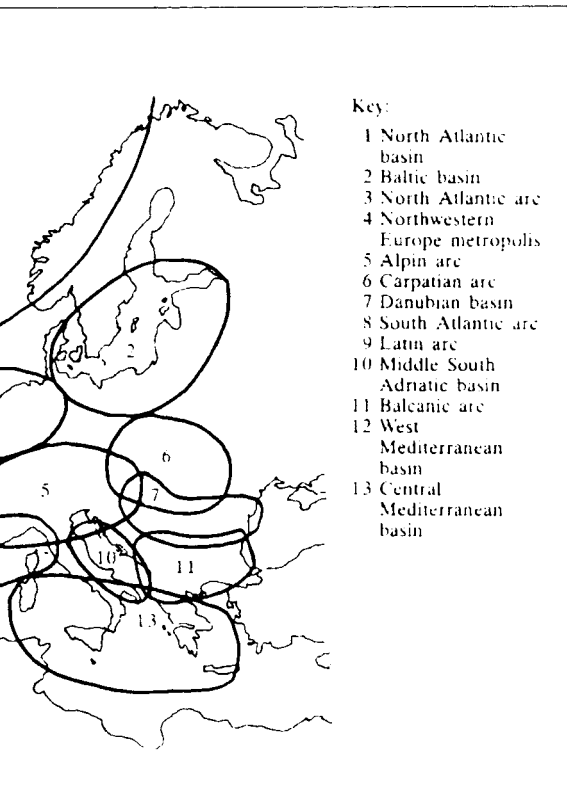 Key:
1 North Atlantic
basin
2 Baltic basin
3 North Atlantic arc
4 Northwestern
Europe metropolis
5 Alpin arc
6 Carpatian arc
7 Danubian basin
8 South Atlantic arc
9 Latin arc
10 Middle South
Adriatic basin
11 Balcanic arc
12 West
Mediterranean
basin
13 Central
Mediterranean
basin
2
6
5
7
10
11
13